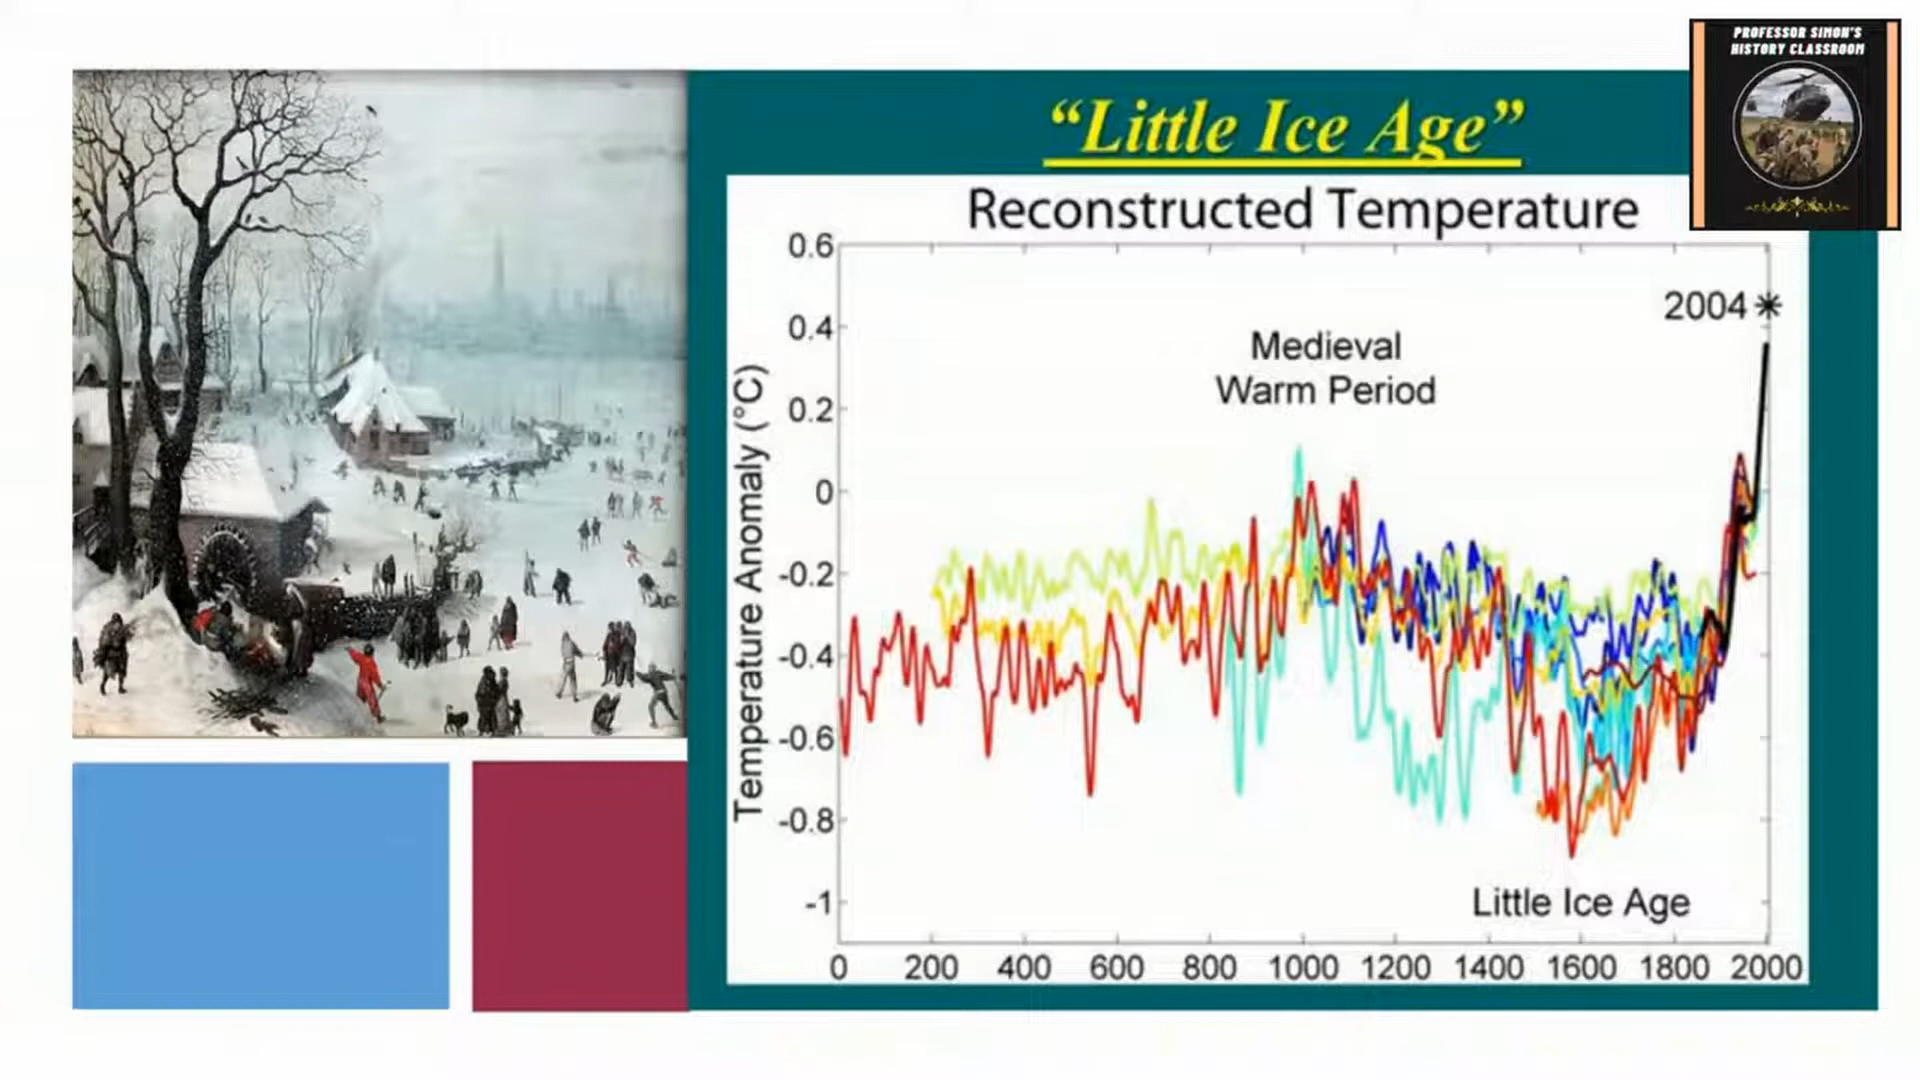 PROFESSOR SIMON'S
HISTORY CLASSROOM
“Little Ice Age”
Reconstructed Temperature
Temperature Anomaly (°C)
0.6
0.4
0.2
0
-0.2
-0.4
-0.6
-0.8
-1
2004
Medieval
Warm Period
Little Ice Age
0 200 400 600 800 1000 1200 1400 1600 1800 2000